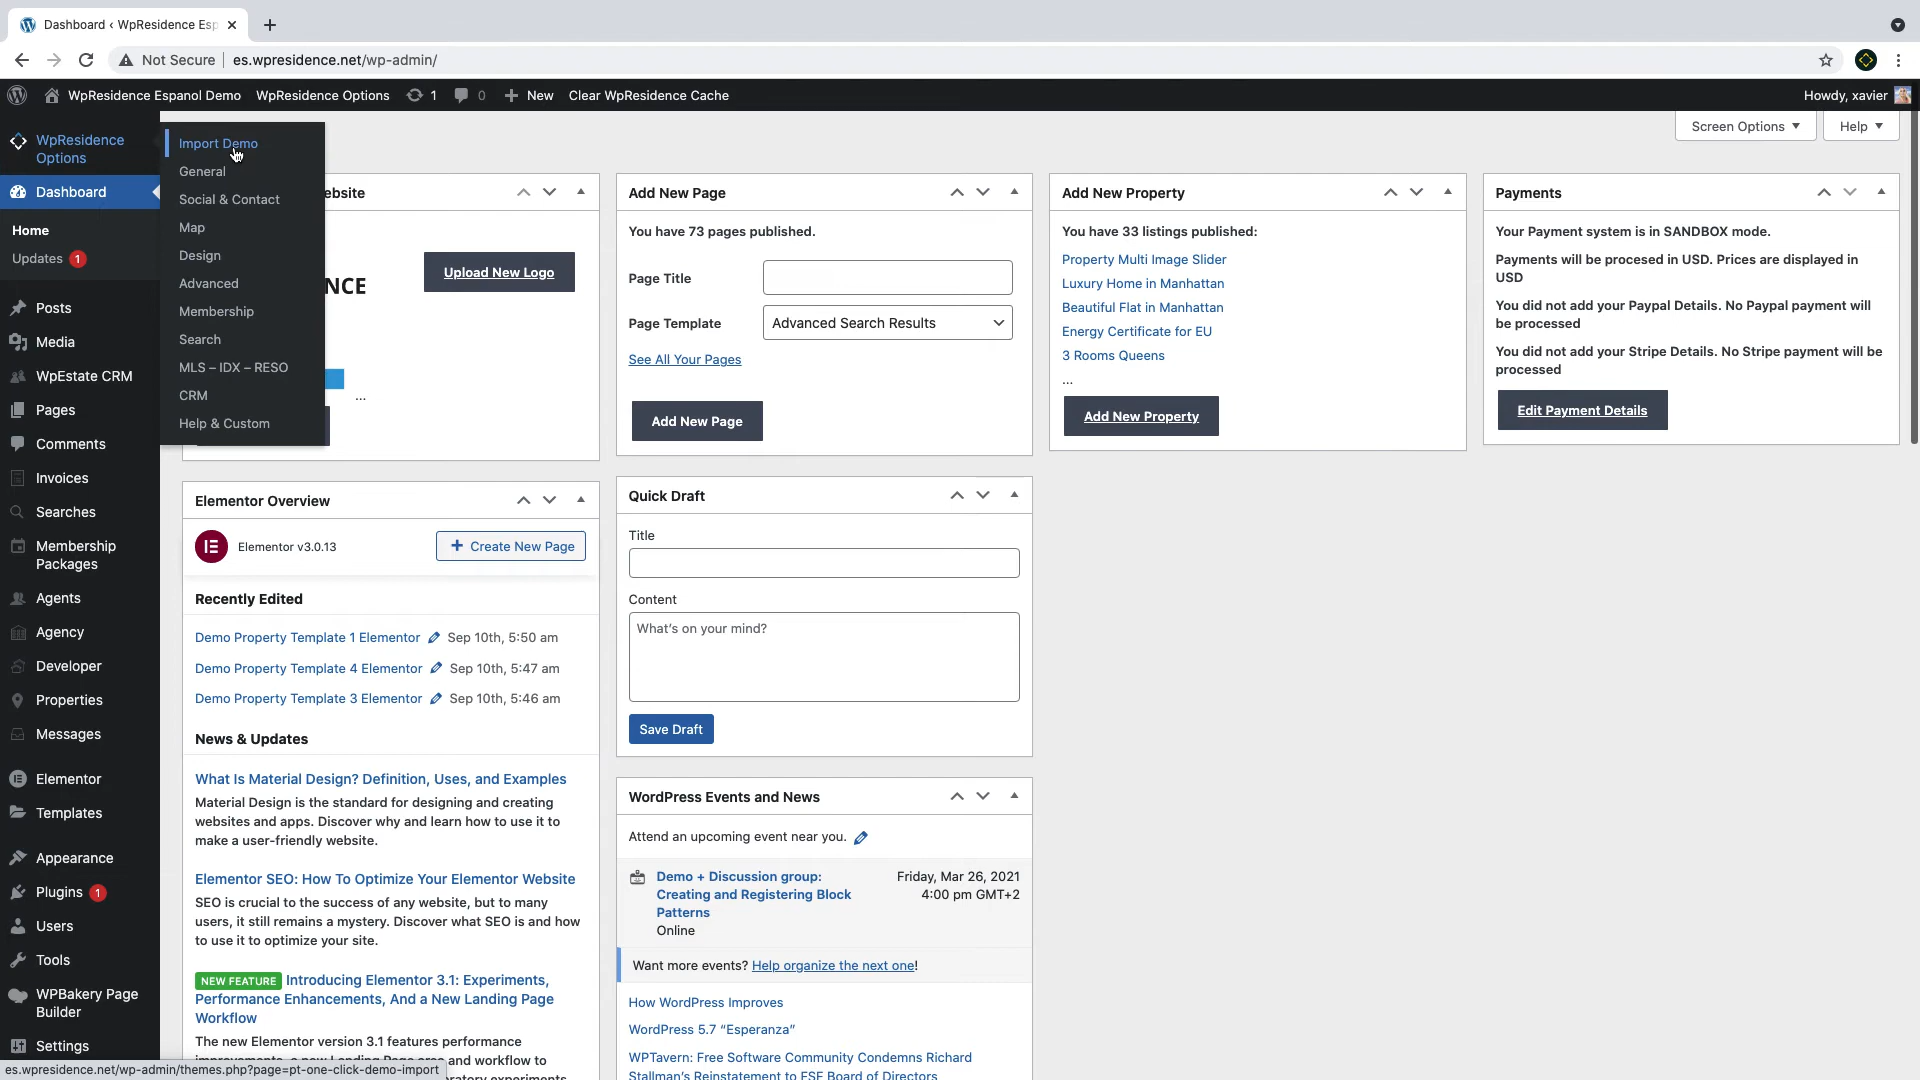 Dashboard ‹ WpResidence Esp
Not Secure
es.wpresidence.net/wp-admin/
WpResidence Espanol Demo
WpResidence Options
1
0
New
Clear WpResidence Cache
Howdy, xavier
WpResidence
Options
Dashboard
Home
Updates 1
Posts
Media
WpEstate CRM
Pages
Comments
Invoices
Searches
Membership
Packages
Agents
Agency
Developer
Properties
Messages
Elementor
Templates
Appearance
Plugins 1
Users
Tools
WPBakery Page
Builder
Settings
Import Demo
General
Social & Contact
Map
Design
Advanced
Membership
Search
MLS – IDX – RESO
CRM
Help & Custom
Screen Options
Help
ebsite
NCE
Upload New Logo
...
Elementor Overview
Elementor v3.0.13
Create New Page
Recently Edited
Demo Property Template 1 Elementor Sep 10th, 5:50 am
Demo Property Template 4 Elementor Sep 10th, 5:47 am
Demo Property Template 3 Elementor Sep 10th, 5:46 am
News & Updates
What Is Material Design? Definition, Uses, and Examples
Material Design is the standard for designing and creating
websites and apps. Discover why and learn how to use it to
make a user-friendly website.
Elementor SEO: How To Optimize Your Elementor Website
SEO is crucial to the success of any website, but to many
users, it still remains a mystery. Discover what SEO is and how
to use it to optimize your site.
NEW FEATURE Introducing Elementor 3.1: Experiments,
Performance Enhancements, And a New Landing Page
Workflow
The new Elementor version 3.1 features performance
and workflow to
experiments
Add New Page
You have 73 pages published.
Page Title
Page Template
Advanced Search Results
See All Your Pages
Add New Page
Quick Draft
Title
Content
What's on your mind?
Save Draft
WordPress Events and News
Attend an upcoming event near you.
Demo + Discussion group:
Creating and Registering Block
Patterns
Online
Friday, Mar 26, 2021
4:00 pm GMT+2
Want more events? Help organize the next one!
How WordPress Improves
WordPress 5.7 “Esperanza”
WPTavern: Free Software Community Condemns Richard
Stallman's Reinstatement to FSF Board of Directors
Add New Property
You have 33 listings published:
Property Multi Image Slider
Luxury Home in Manhattan
Beautiful Flat in Manhattan
Energy Certificate for EU
3 Rooms Queens
...
Add New Property
Payments
Your Payment system is in SANDBOX mode.
Payments will be procesed in USD. Prices are displayed in
USD
You did not add your Paypal Details. No Paypal payment will
be processed
You did not add your Stripe Details. No Stripe payment will be
processed
Edit Payment Details
es.wpresidence.net/wp-admin/themes.php?page=pt-one-click-demo-import